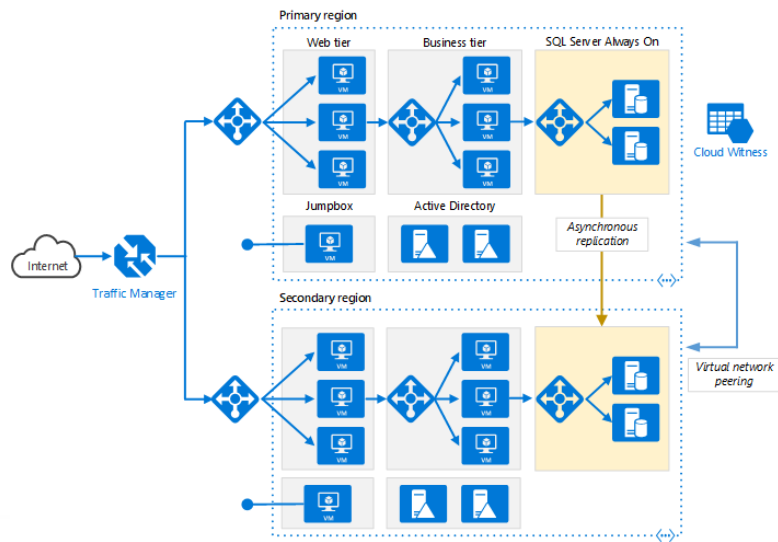 Primary region
Web tier
Business tier
SQL Server Always On
VM
VM
VM
VM
VM
VM
Cloud Witness
Jumpbox
Active Directory
VM
Asynchronous
replication
Internet
Traffic Manager
Secondary region
VM
VM
VM
VM
VM
VM
Virtual network
peering
VM